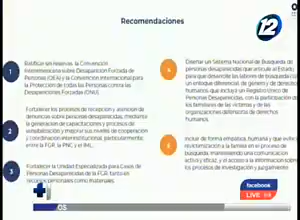 Recomendaciones
12
1
Ratificar sin reservas la Convención
Interamericana sobre Desaparición Forzada de
Personas (OEA) y la Convención Internacional para
la Protección de Todas las Personas contra las
Desapariciones Forzadas (ONU).
2
Fortalecer los procesos de recepción y atención de
denuncias sobre personas desaparecidas, mediante
la generación de capacidades y procesos de
sensibilización y mejorar sus niveles de cooperación
y coordinación interinstitucional, particularmente
entre la FGR, la PNC y el IML.
3
Fortalecer la Unidad Especializada para Casos de
Personas Desaparecidas de la FGR, tanto en
recursos personales como materiales.
Diseñar un Sistema Nacional de Búsqueda de
personas desaparecidas que articule al Estado,
para que desarrolle las labores de búsqueda con
un enfoque diferencial de género y de derechos
humanos que incluya un Registro Único de
Personas Desaparecidas, con la participación de
los familiares de las víctimas y de las
organizaciones defensoría de derechos
humanos.
Incluir de forma empática, humana y que evite
revictimización a la familia en el proceso de
búsqueda, manteniendo una comunicación
activa y eficaz, y el acceso a la información sobre
los procesos de investigación y juzgamiento.
facebook
LIVE
OS